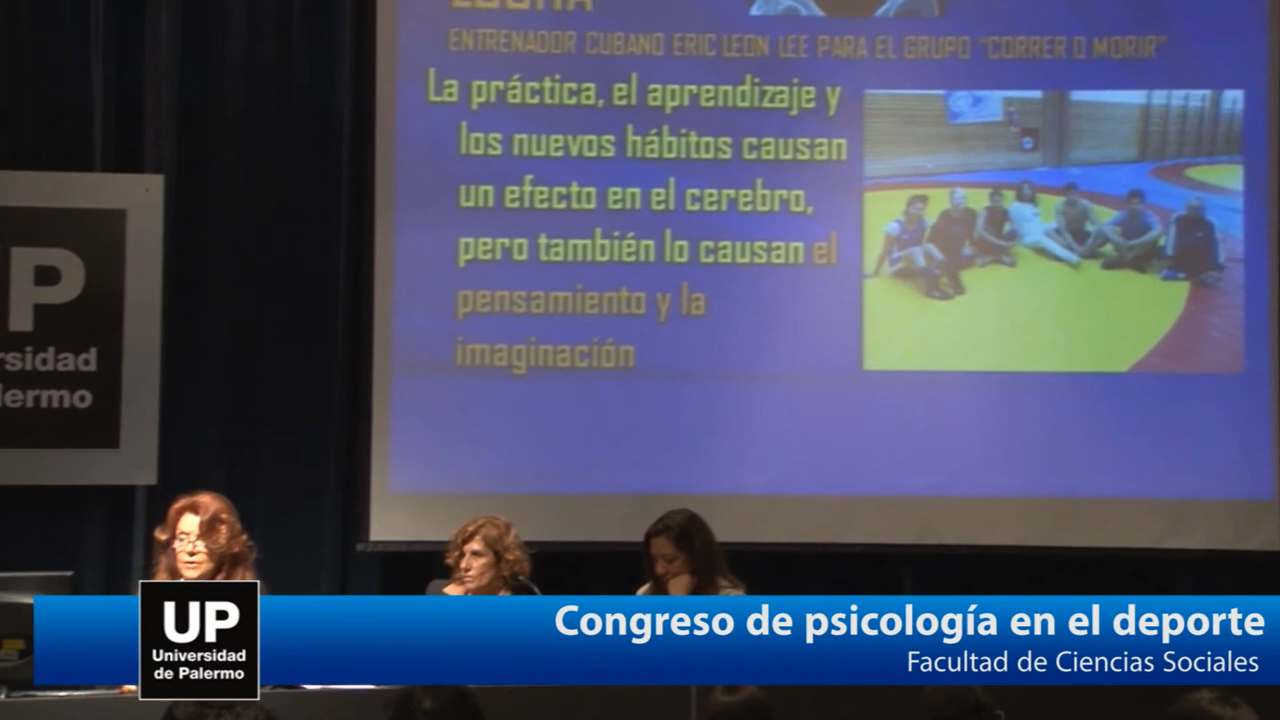 LUCHA
ENTRENADOR CUBANO ERIC LEON LEE PARA EL GRUPO "CORRER O MORIR"
La práctica, el aprendizaje y
los nuevos hábitos causan
un efecto en el cerebro,
pero también lo causan el
pensamiento y la
imaginación
UP
rsidad
lermo
Congreso de psicología en el deporte
Facultad de Ciencias Sociales
UP
Universidad
de Palermo